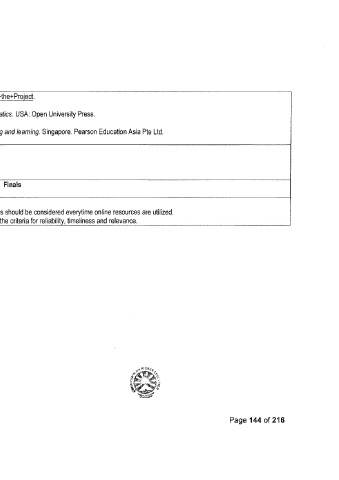 -the+Project.
atics. USA: Open University Press.
g and learning. Singapore. Pearson Education Asia Pte Ltd.
Finals
s should be considered everytime online resources are utilized.
the criteria for reliability, timeliness and relevance.
Page 144 of 216